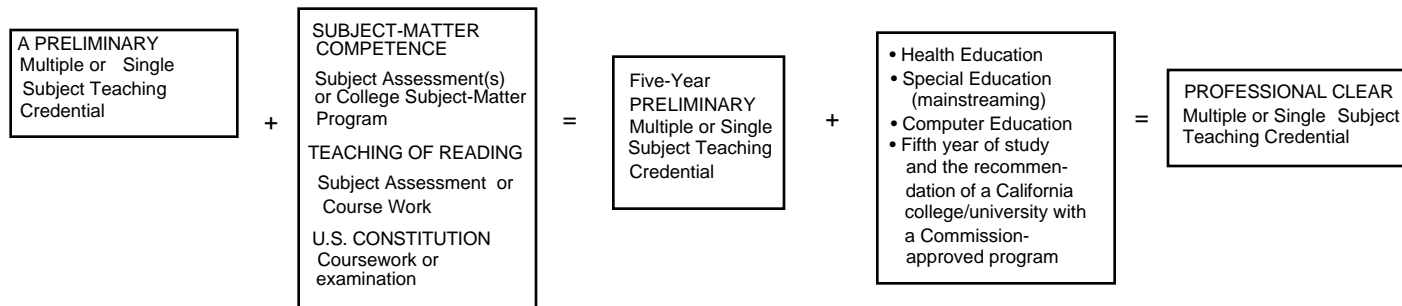 A PRELIMINARY
Multiple or Single
Subject Teaching
Credential
+
SUBJECT-MATTER
COMPETENCE
Subject Assessment(s)
or College Subject-Matter
Program
TEACHING OF READING
Subject Assessment or
Course Work
U.S. CONSTITUTION
Coursework or
examination
=
Five-Year
PRELIMINARY
Multiple or Single
Subject Teaching
Credential
+
• Health Education
• Special Education
(mainstreaming)
• Computer Education
• Fifth year of study
and the recommen-
dation of a California
college/university with
a Commission-
approved program
=
PROFESSIONAL CLEAR
Multiple or Single Subject
Teaching Credential